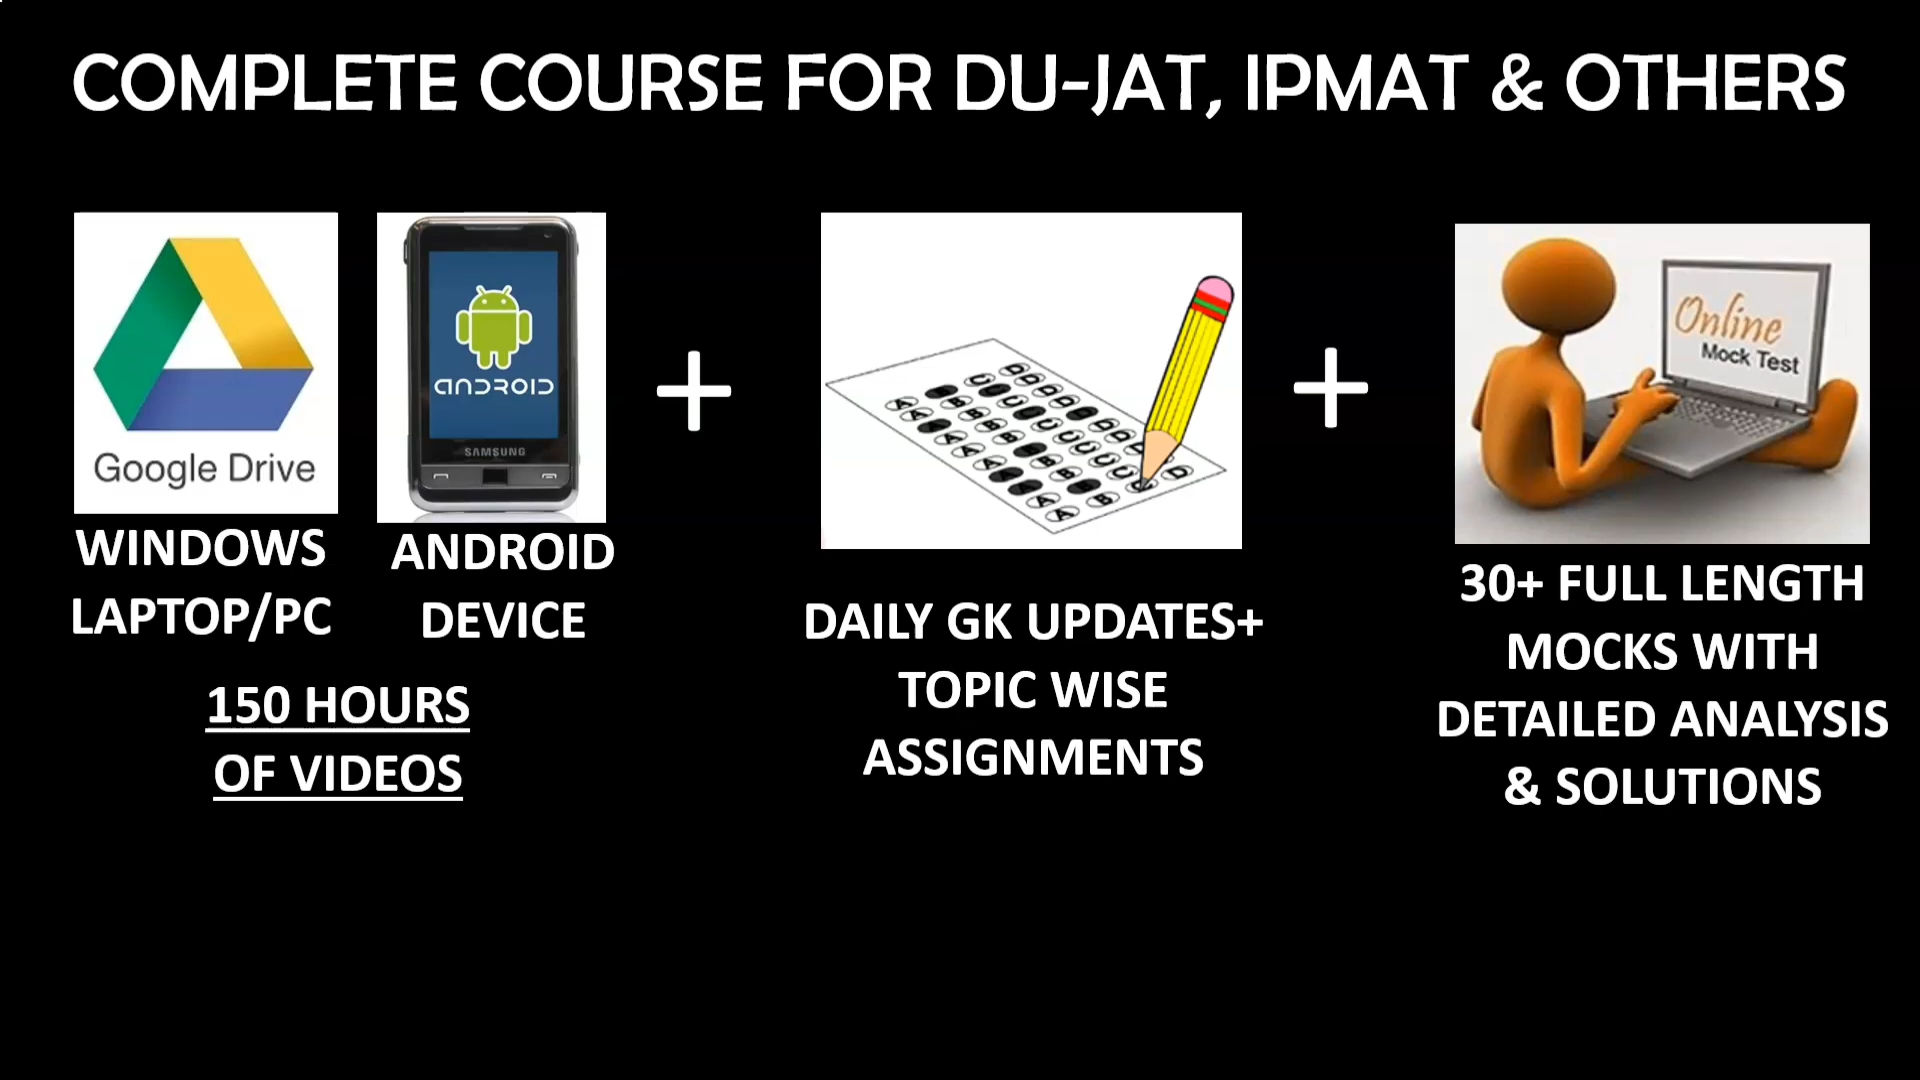 COMPLETE COURSE FOR DU-JAT, IPMAT & OTHERS
Google Drive
WINDOWS
LAPTOP/PC
ANDROID
SAMSUNG
ANDROID
DEVICE
150 HOURS
OF VIDEOS
+
A B C D
A B C D
A B C D
A B C D
DAILY GK UPDATES+
TOPIC WISE
ASSIGNMENTS
+
Online
Mock Test
30+ FULL LENGTH
MOCKS WITH
DETAILED ANALYSIS
& SOLUTIONS